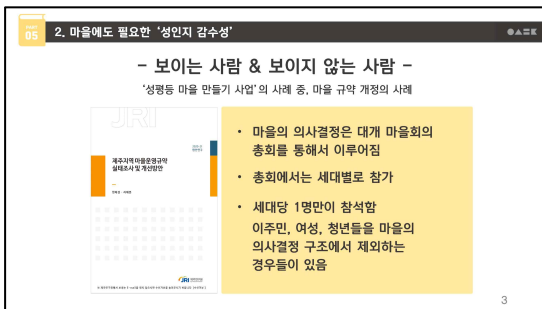 PART
05
2. 마을에도 필요한 ‘성인지 감수성’
- 보이는 사람 & 보이지 않는 사람 -
‘성평등 마을 만들기 사업’의 사례 중, 마을 규약 개정의 사례
JRI
제주지역 마을운영규약
실태조사 및 개선방안
JRI
• 마을의 의사결정은 대개 마을회의
총회를 통해서 이루어짐
• 총회에서는 세대별로 참가
• 세대당 1명만이 참석함
이주민, 여성, 청년들을 마을의
의사결정 구조에서 제외하는
경우들이 있음
3